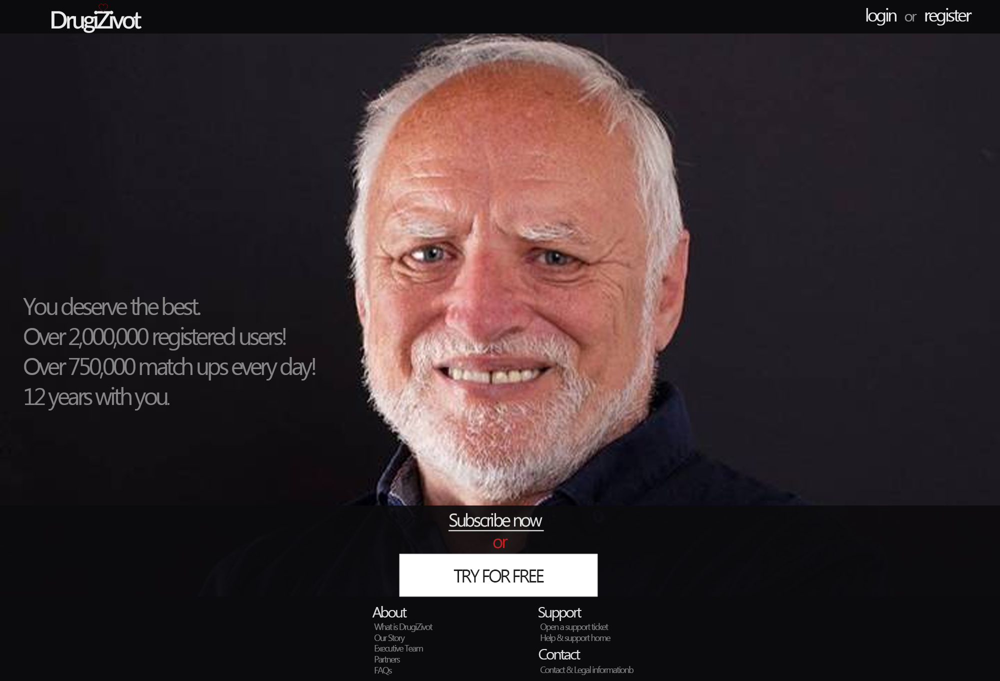 DrugiZivot
login or register
You deserve the best.
Over 2,000,000 registered users!
Over 750,000 match ups every day!
12 years with you.
Subscribe now
or
TRY FOR FREE
About
What is DrugiZivot
Our Story
Executive Team
Partners
FAQs
Support
Open a support ticket
Help & support home
Contact
Contact & Legal informationb